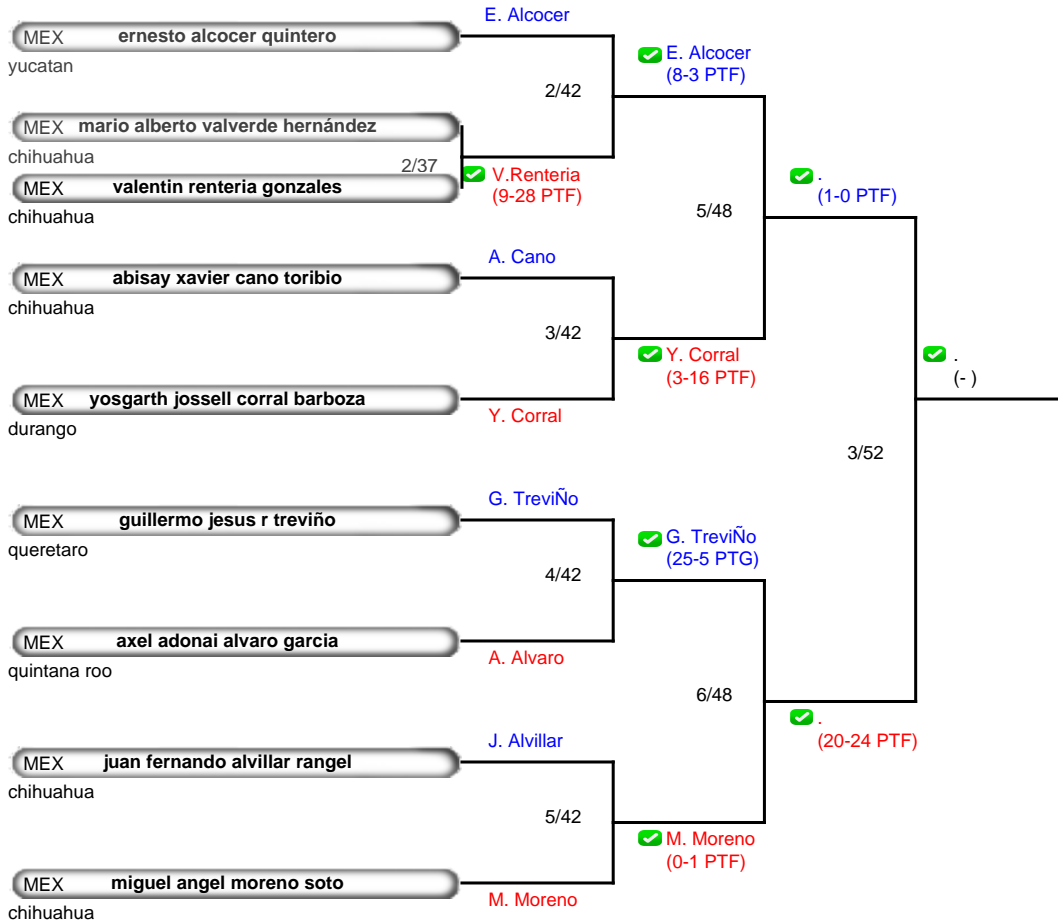 E. Alcocer
MEX ernesto alcocer quintero
yucatan
E. Alcocer
(8-3 PTF)
2/42
MEX mario alberto valverde hernández
chihuahua
2/37
V.Renteria
(9-28 PTF)
MEX valentin renteria gonzales
chihuahua
.
(1-0 PTF)
5/48
A. Cano
MEX abisay xavier cano toribio
chihuahua
3/42
Y. Corral
(3-16 PTF)
.
(- )
MEX yosgarth jossell corral barboza
durango
Y. Corral
3/52
G. TreviÑo
MEX guillermo jesus r treviño
queretaro
G. TreviÑo
(25-5 PTG)
4/42
MEX axel adonai alvaro garcia
quintana roo
A. Alvaro
6/48
.
(20-24 PTF)
J. Alvillar
MEX juan fernando alvillar rangel
chihuahua
5/42
M. Moreno
(0-1 PTF)
MEX miguel angel moreno soto
chihuahua
M. Moreno